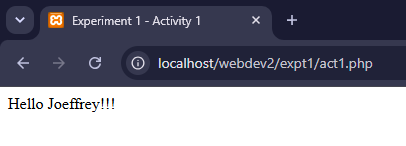 Experiment 1 - Activity 1
localhost/webdev2/expt1/act1.php
Hello Joeffrey!!!